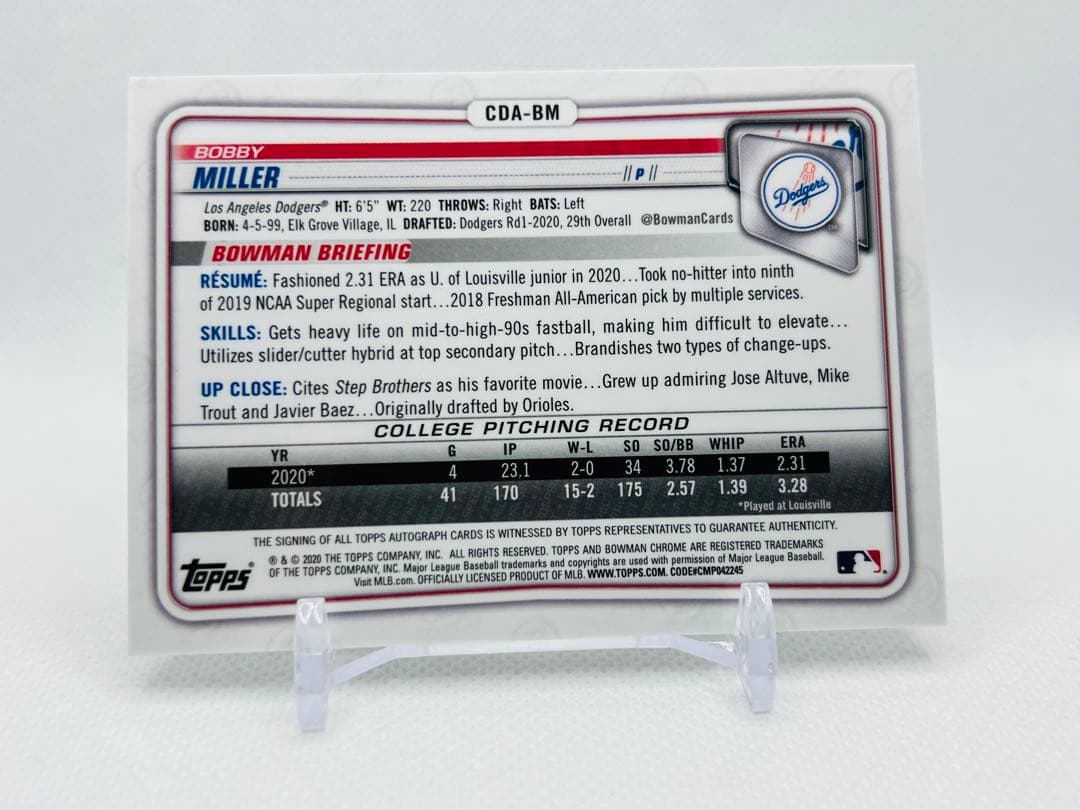 CDA-BM
BOBBY
MILLER
//P//
Dodgers
TM
Los Angeles Dodgers® HT: 6'5" WT: 220 THROWS: Right BATS: Left
BORN: 4-5-99, Elk Grove Village, IL DRAFTED: Dodgers Rd1-2020, 29th Overall @BowmanCards
BOWMAN BRIEFING
RÉSUMÉ: Fashioned 2.31 ERA as U. of Louisville junior in 2020...Took no-hitter into ninth
of 2019 NCAA Super Regional start...2018 Freshman All-American pick by multiple services.
SKILLS: Gets heavy life on mid-to-high-90s fastball, making him difficult to elevate...
Utilizes slider/cutter hybrid at top secondary pitch...Brandishes two types of change-ups.
UP CLOSE: Cites Step Brothers as his favorite movie...Grew up admiring Jose Altuve, Mike
Trout and Javier Baez...Originally drafted by Orioles.
COLLEGE PITCHING RECORD
YR G IP W-L SO SO/BB WHIP ERA
2020* 4 23.1 2-0 34 3.78 1.37 2.31
TOTALS 41 170 15-2 175 2.57 1.39 3.28
*Played at Louisville
THE SIGNING OF ALL TOPPS AUTOGRAPH CARDS IS WITNESSED BY TOPPS REPRESENTATIVES TO GUARANTEE AUTHENTICITY.
® & © 2020 THE TOPPS COMPANY, INC. ALL RIGHTS RESERVED. TOPPS AND BOWMAN CHROME ARE REGISTERED TRADEMARKS
OF THE TOPPS COMPANY, INC. Major League Baseball trademarks and copyrights are used with permission of Major League Baseball.
Visit MLB.com. OFFICIALLY LICENSED PRODUCT OF MLB. WWW.TOPPS.COM. CODE#CMP042245
Topps®